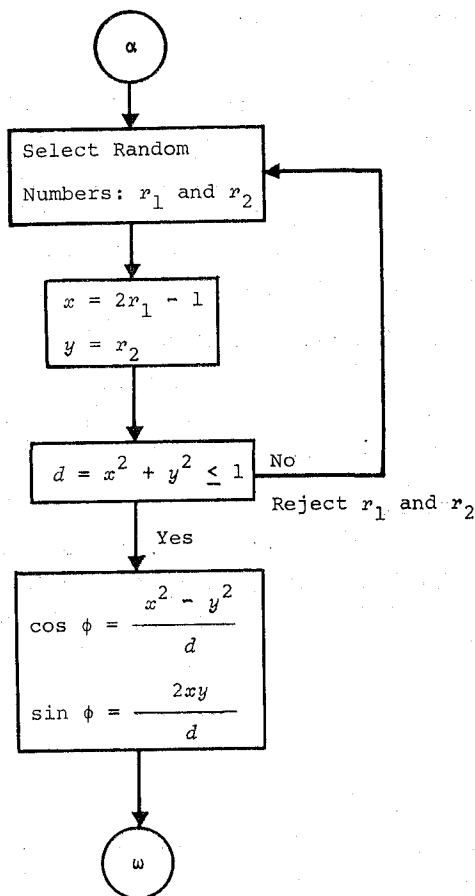 α
Select Random
Numbers: r₁ and r₂
x = 2r₁ - 1
y = r₂
d = x² + y² ≤ 1
No
Reject r₁ and r₂
Yes
cos φ = (x² - y²) / d
sin φ = 2xy / d
ω